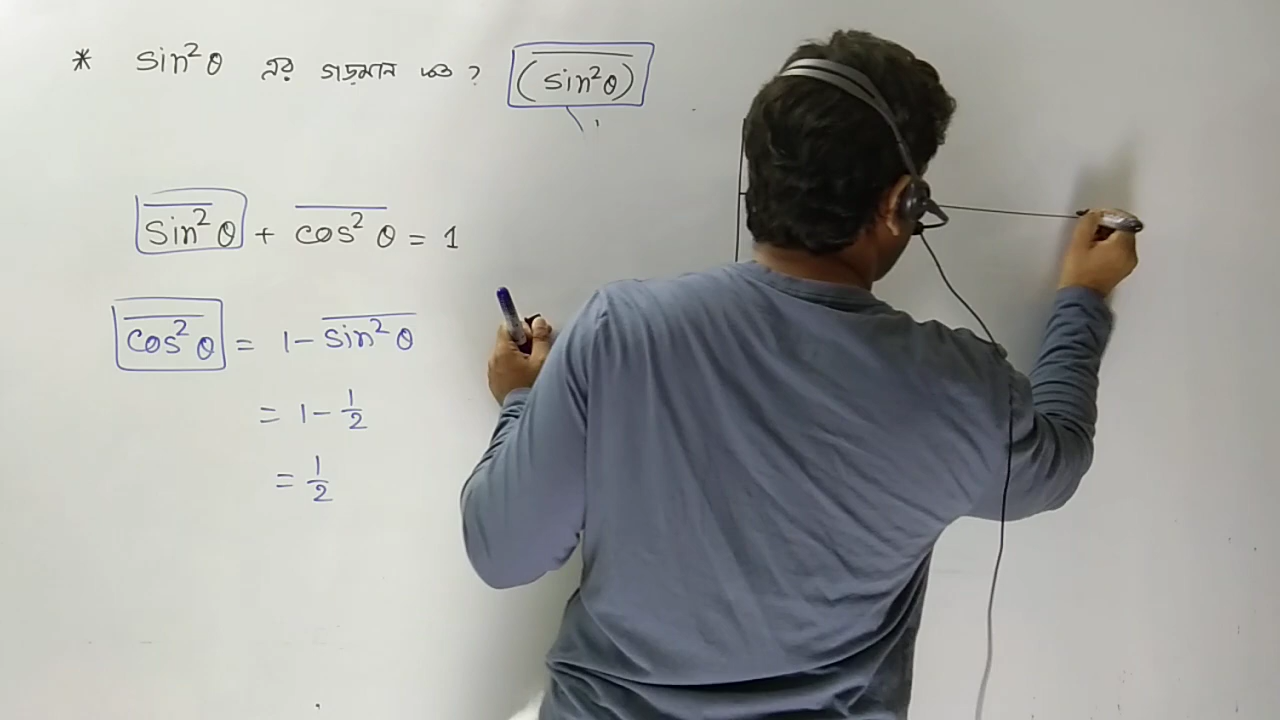 * sin²θ এর গড়মান কত? (sin²θ)
sin²θ + cos²θ = 1
cos²θ = 1 - sin²θ
= 1 - 1/2
= 1/2